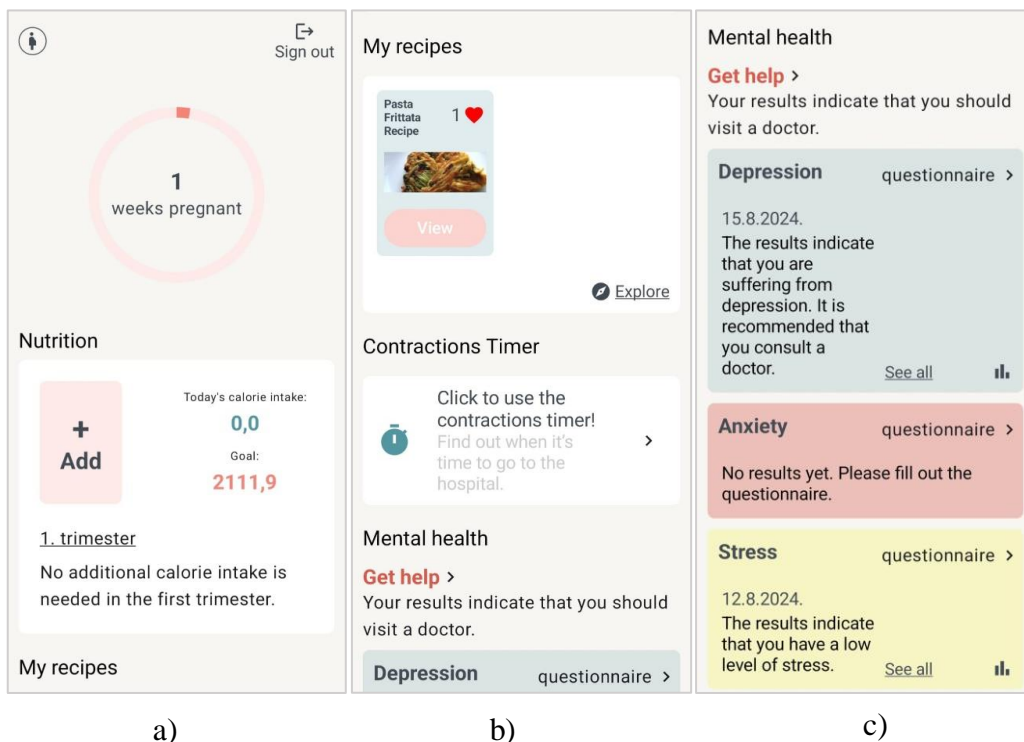 Sign out
1
weeks pregnant
Nutrition
+
Add
Today's calorie intake:
0,0
Goal:
2111,9
1. trimester
No additional calorie intake is
needed in the first trimester.
My recipes
a)
My recipes
Pasta
Frittata
Recipe
1
View
Explore
Contractions Timer
Click to use the
contractions timer!
Find out when it's
time to go to the
hospital.
Mental health
Get help >
Your results indicate that you should
visit a doctor.
Depression questionnaire >
b)
Mental health
Get help >
Your results indicate that you should
visit a doctor.
Depression questionnaire >
15.8.2024.
The results indicate
that you are
suffering from
depression. It is
recommended that
you consult a
doctor.
See all
Anxiety questionnaire >
No results yet. Please fill out the
questionnaire.
Stress questionnaire >
12.8.2024.
The results indicate
that you have a low
level of stress.
See all
c)